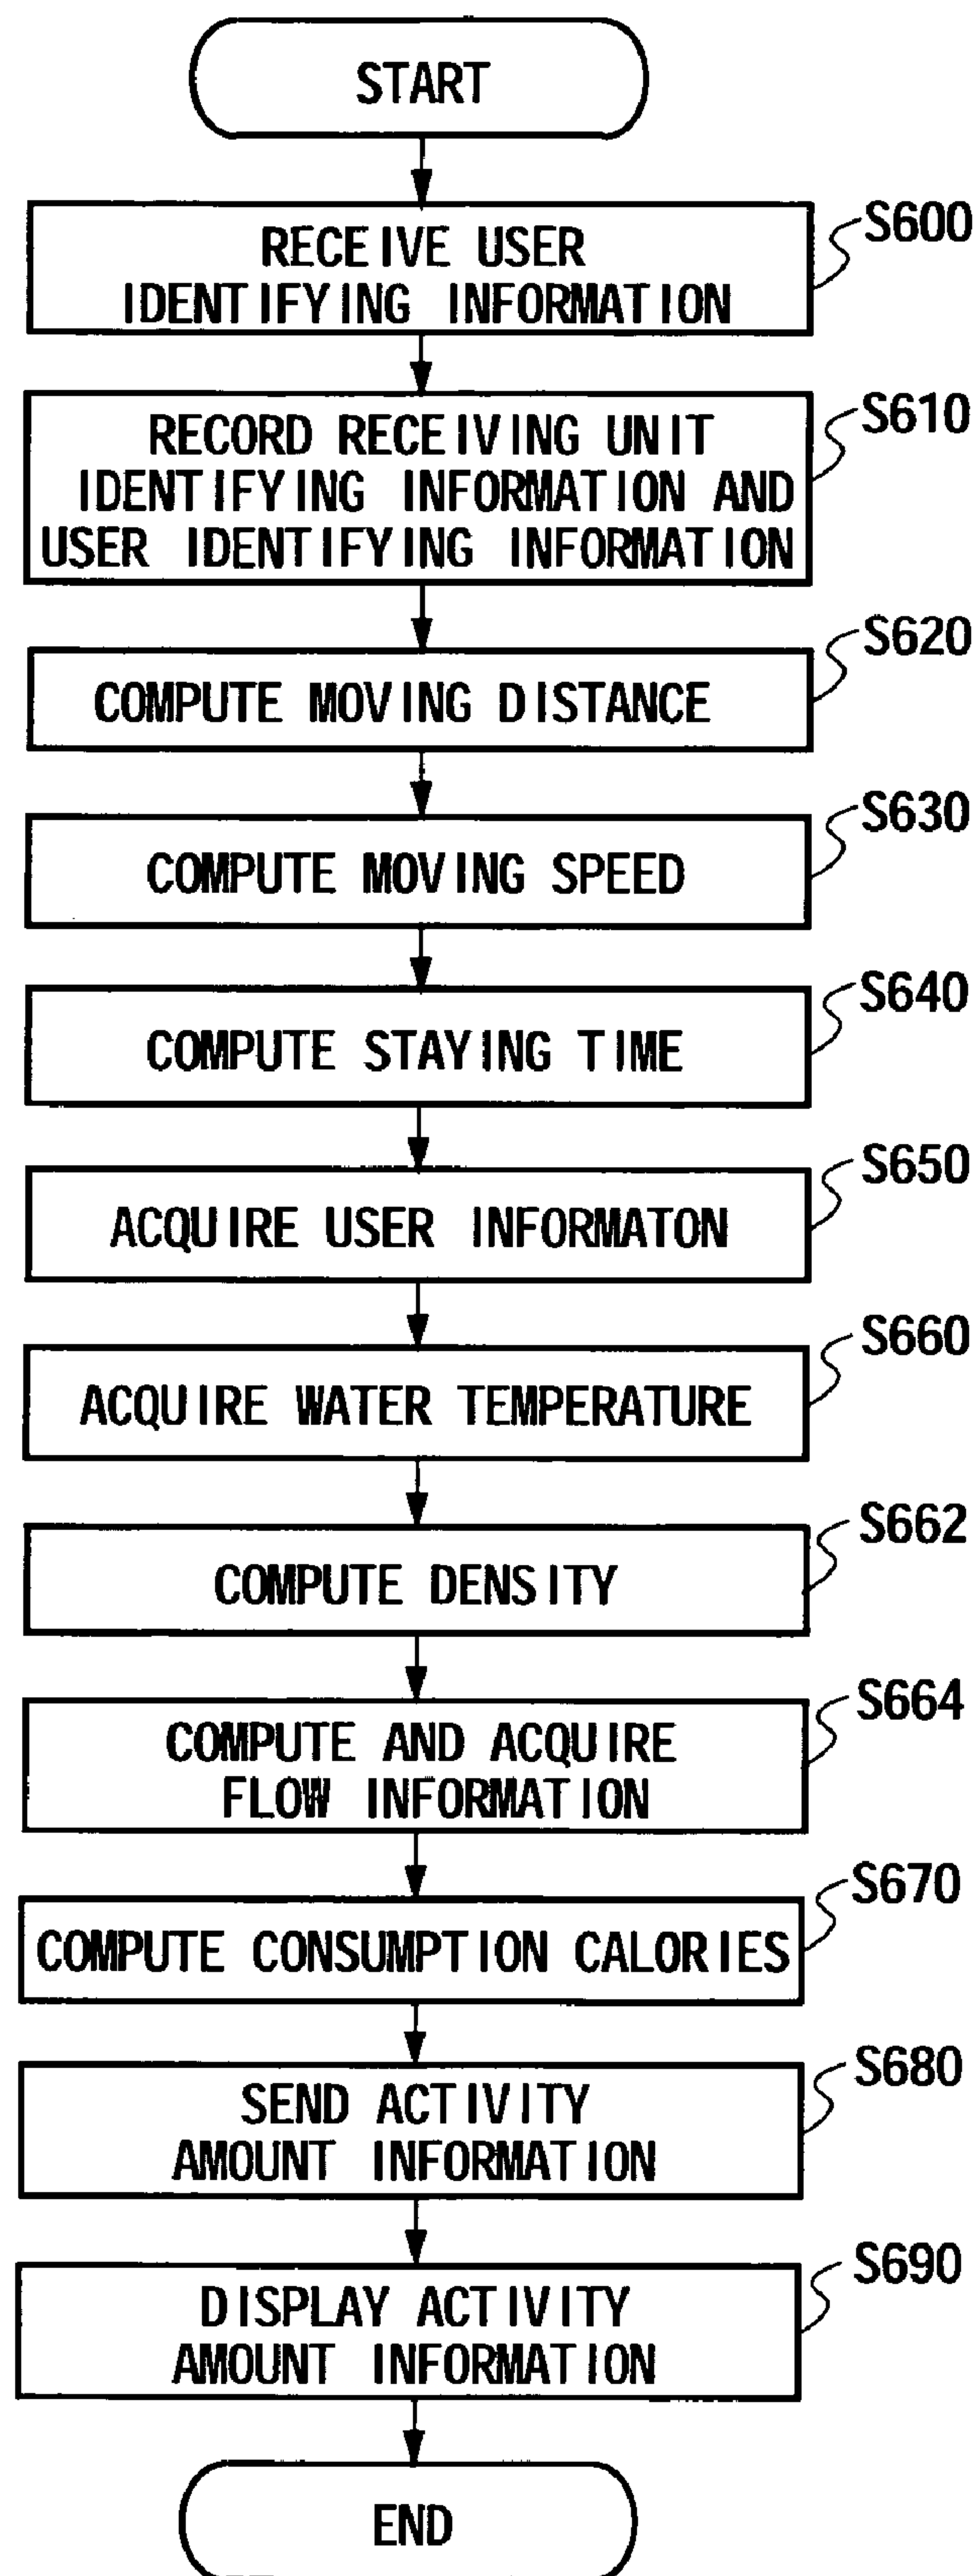 START
S600
RECEIVE USER
IDENTIFYING INFORMATION
S610
RECORD RECEIVING UNIT
IDENTIFYING INFORMATION AND
USER IDENTIFYING INFORMATION
S620
COMPUTE MOVING DISTANCE
S630
COMPUTE MOVING SPEED
S640
COMPUTE STAYING TIME
S650
ACQUIRE USER INFORMATON
S660
ACQUIRE WATER TEMPERATURE
S662
COMPUTE DENSITY
S664
COMPUTE AND ACQUIRE
FLOW INFORMATION
S670
COMPUTE CONSUMPTION CALORIES
S680
SEND ACTIVITY
AMOUNT INFORMATION
S690
DISPLAY ACTIVITY
AMOUNT INFORMATION
END